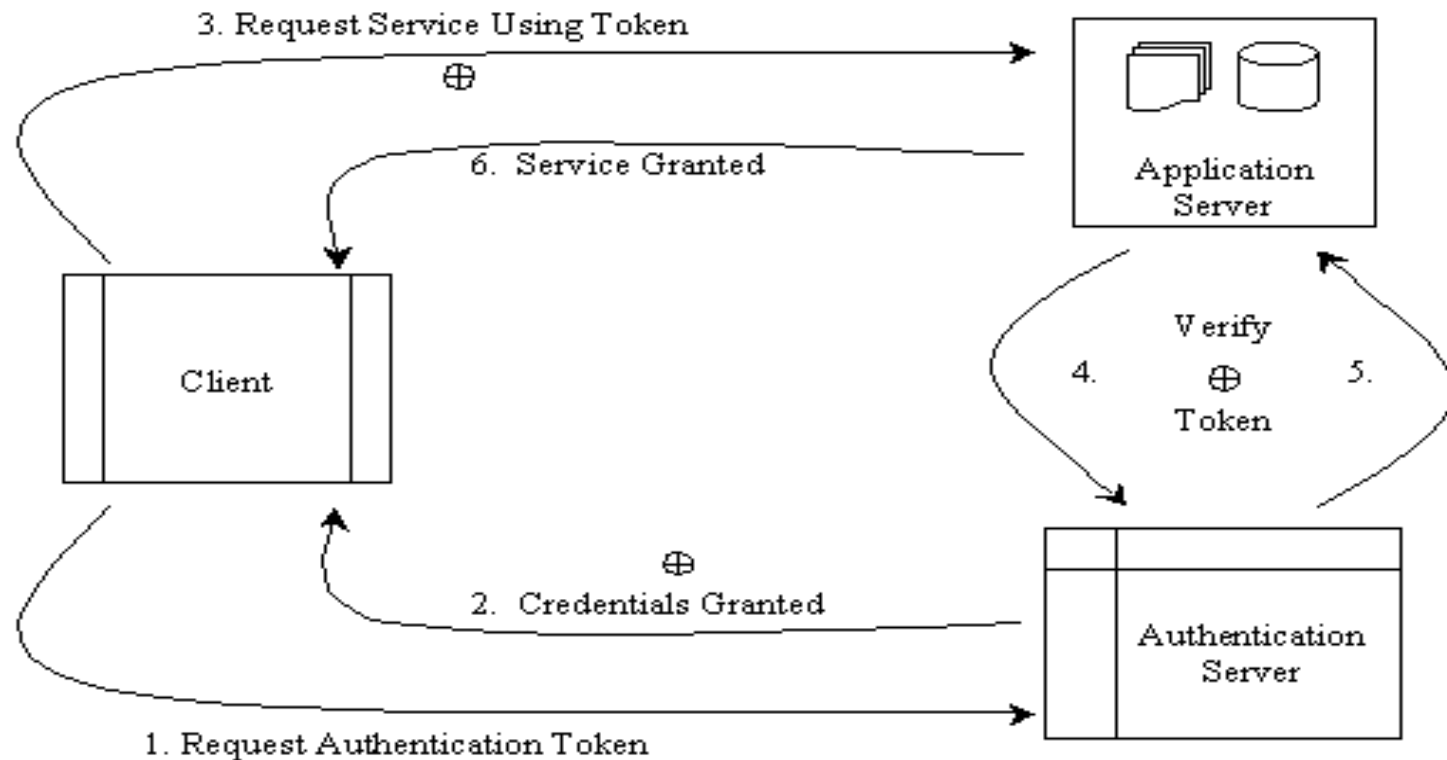 3. Request Service Using Token
6. Service Granted
Application
Server
Client
Verify
4.
5.
Token
2. Credentials Granted
Authentication
Server
1. Request Authentication Token